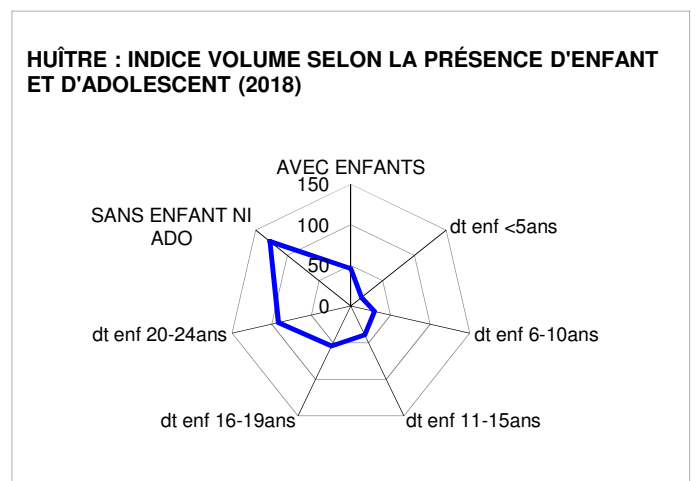 HUÎTRE : INDICE VOLUME SELON LA PRÉSENCE D'ENFANT
ET D'ADOLESCENT (2018)
AVEC ENFANTS
150
100
50
0
SANS ENFANT NI
ADO
dt enf <5ans
dt enf 20-24ans
dt enf 6-10ans
dt enf 16-19ans
dt enf 11-15ans